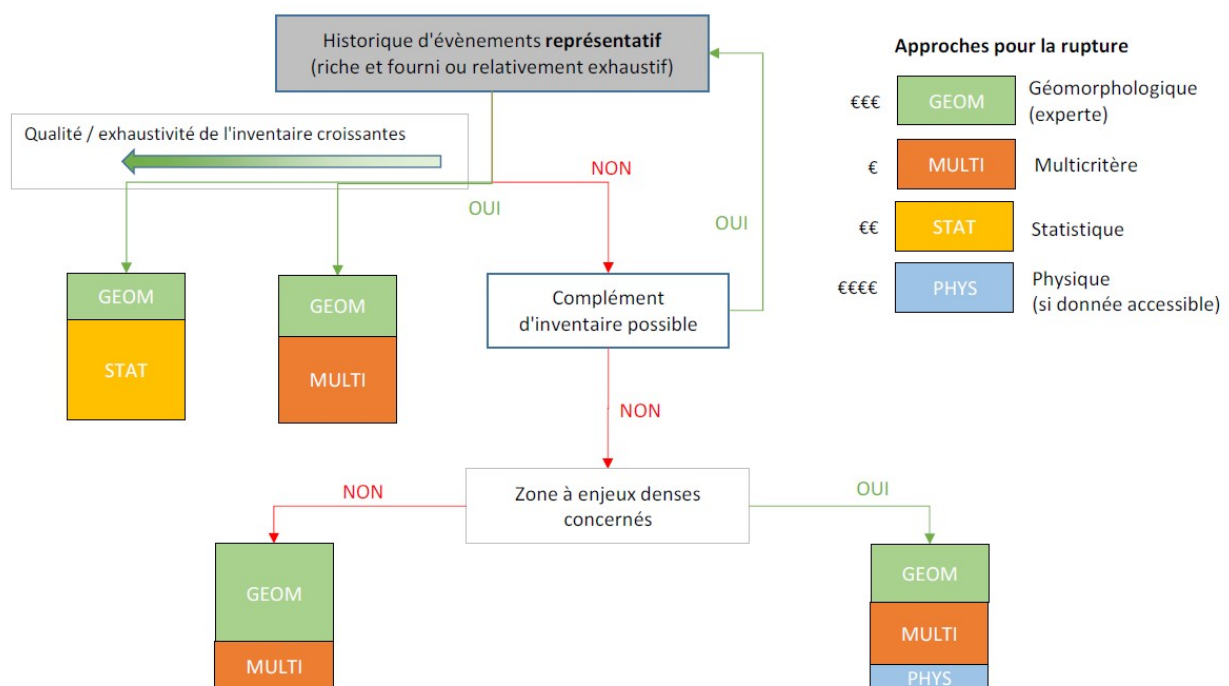 Historique d'évènements représentatif
(riche et fourni ou relativement exhaustif)
Qualité / exhaustivité de l'inventaire croissantes
NON
OUI
OUI
GEOM
STAT
GEOM
MULTI
Complément
d'inventaire possible
NON
Zone à enjeux denses
concernés
NON
OUI
GEOM
MULTI
GEOM
MULTI
PHYS
Approches pour la rupture
€€€ GEOM Géomorphologique
(experte)
€ MULTI Multicritère
€€ STAT Statistique
€€€€ PHYS Physique
(si donnée accessible)